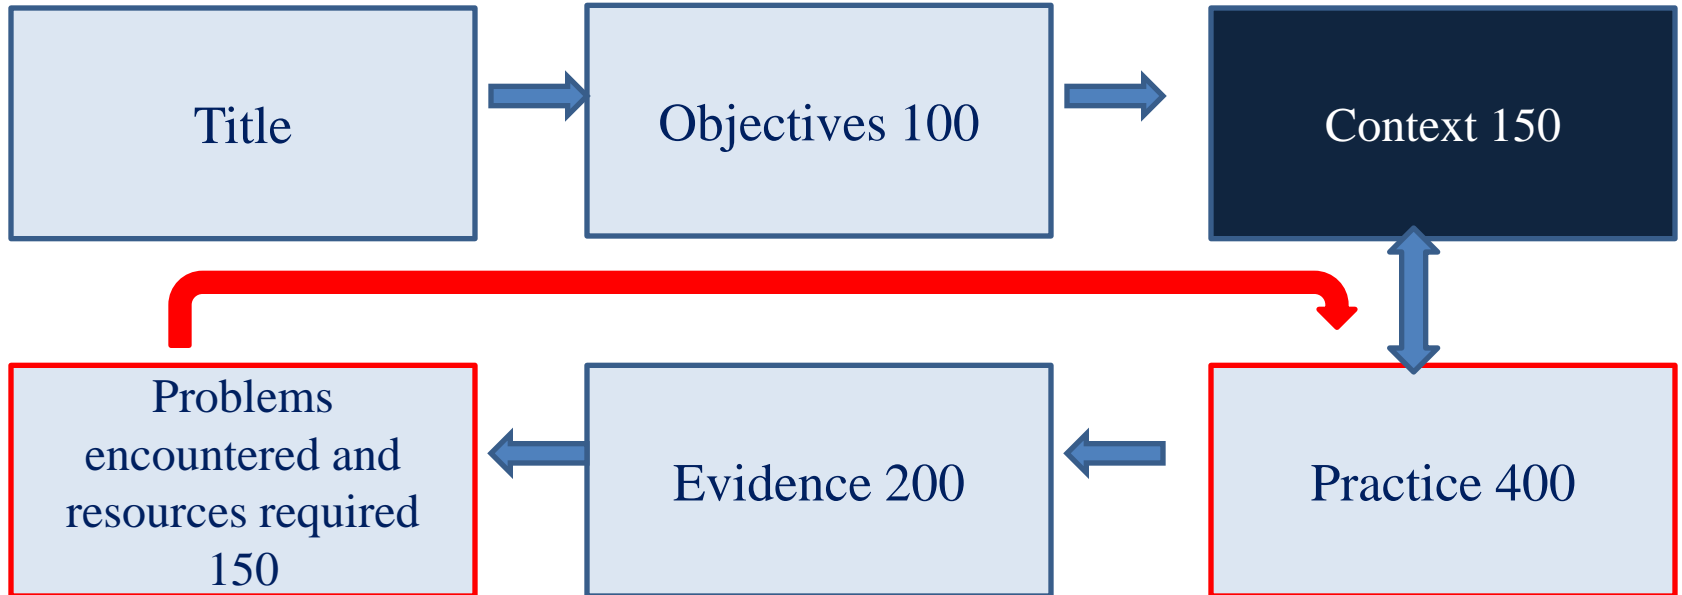 Title
Objectives 100
Context 150
Problems
encountered and
resources required
150
Evidence 200
Practice 400